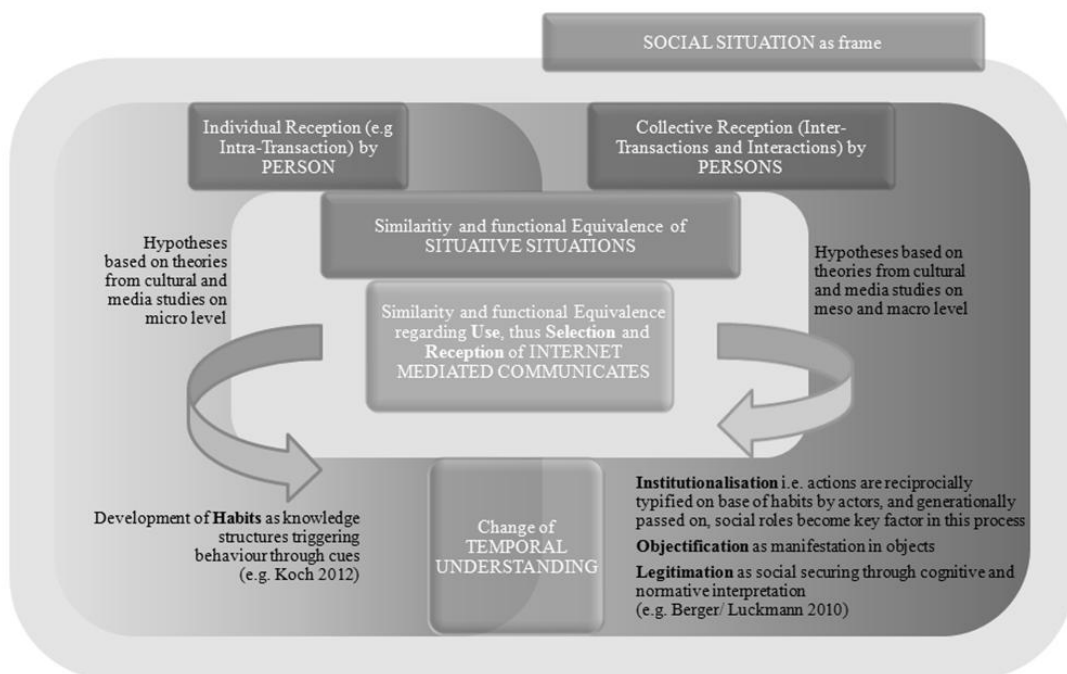 SOCIAL SITUATION as frame
Individual Reception (e.g
Intra-Transaction) by
PERSON
Collective Reception (Inter-
Transactions and Interactions) by
PERSONS
Similaritiy and functional Equivalence of
SITUATIVE SITUATIONS
Hypotheses
based on theories
from cultural and
media studies on
micro level
Similarity and functional Equivalence
regarding Use, thus Selection and
Reception of INTERNET
MEDIATED COMMUNICATES
Hypotheses based on
theories from cultural
and media studies on
meso and macro level
Development of Habits as knowledge
structures triggering
behaviour through cues
(e.g. Koch 2012)
Change of
TEMPORAL
UNDERSTANDING
Institutionalisation i.e. actions are reciprocially
typified on base of habits by actors, and generationally
passed on, social roles become key factor in this process
Objectification as manifestation in objects
Legitimation as social securing through cognitive and
normative interpretation
(e.g. Berger/ Luckmann 2010)